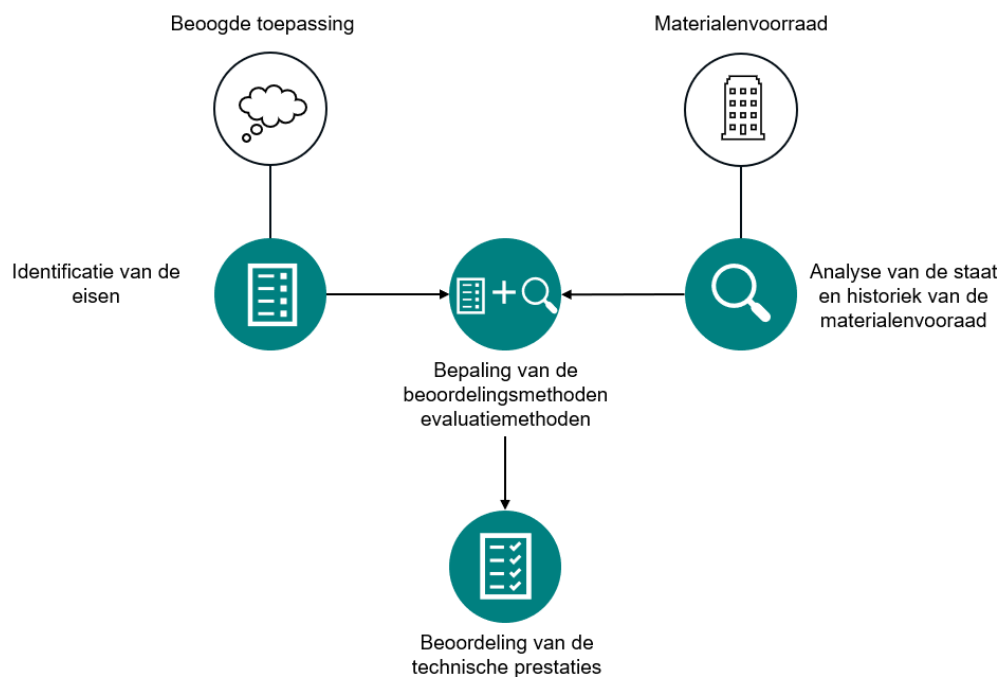 Beoogde toepassing
Materialenvoorraad
Identificatie van de
eisen
Analyse van de staat
en historiek van de
materialenvooraad
Bepaling van de
beoordelingsmethoden
evaluatiemethoden
Beoordeling van de
technische prestaties